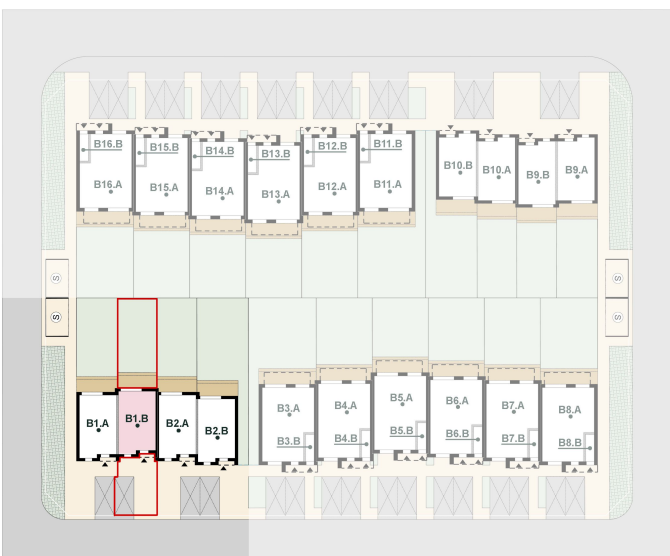 B16.B
B15.B
B14.B
B13.B
B12.B
B11.B
B10.B
B10.A
B9.B
B9.A
B16.A
B15.A
B14.A
B13.A
B12.A
B11.A
S
S
S
S
B1.A
B1.B
B2.A
B2.B
B3.A
B4.A
B5.A
B6.A
B7.A
B8.A
B3.B
B4.B
B5.B
B6.B
B7.B
B8.B